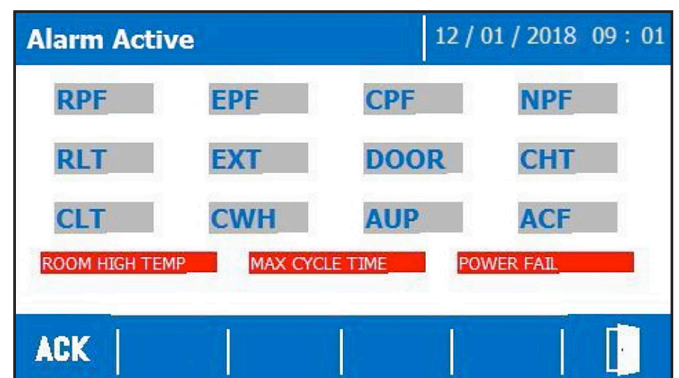 Alarm Active 12 / 01 / 2018 09 : 01
RPF EPF CPF NPF
RLT EXT DOOR CHT
CLT CWH AUP ACF
ROOM HIGH TEMP MAX CYCLE TIME POWER FAIL
ACK